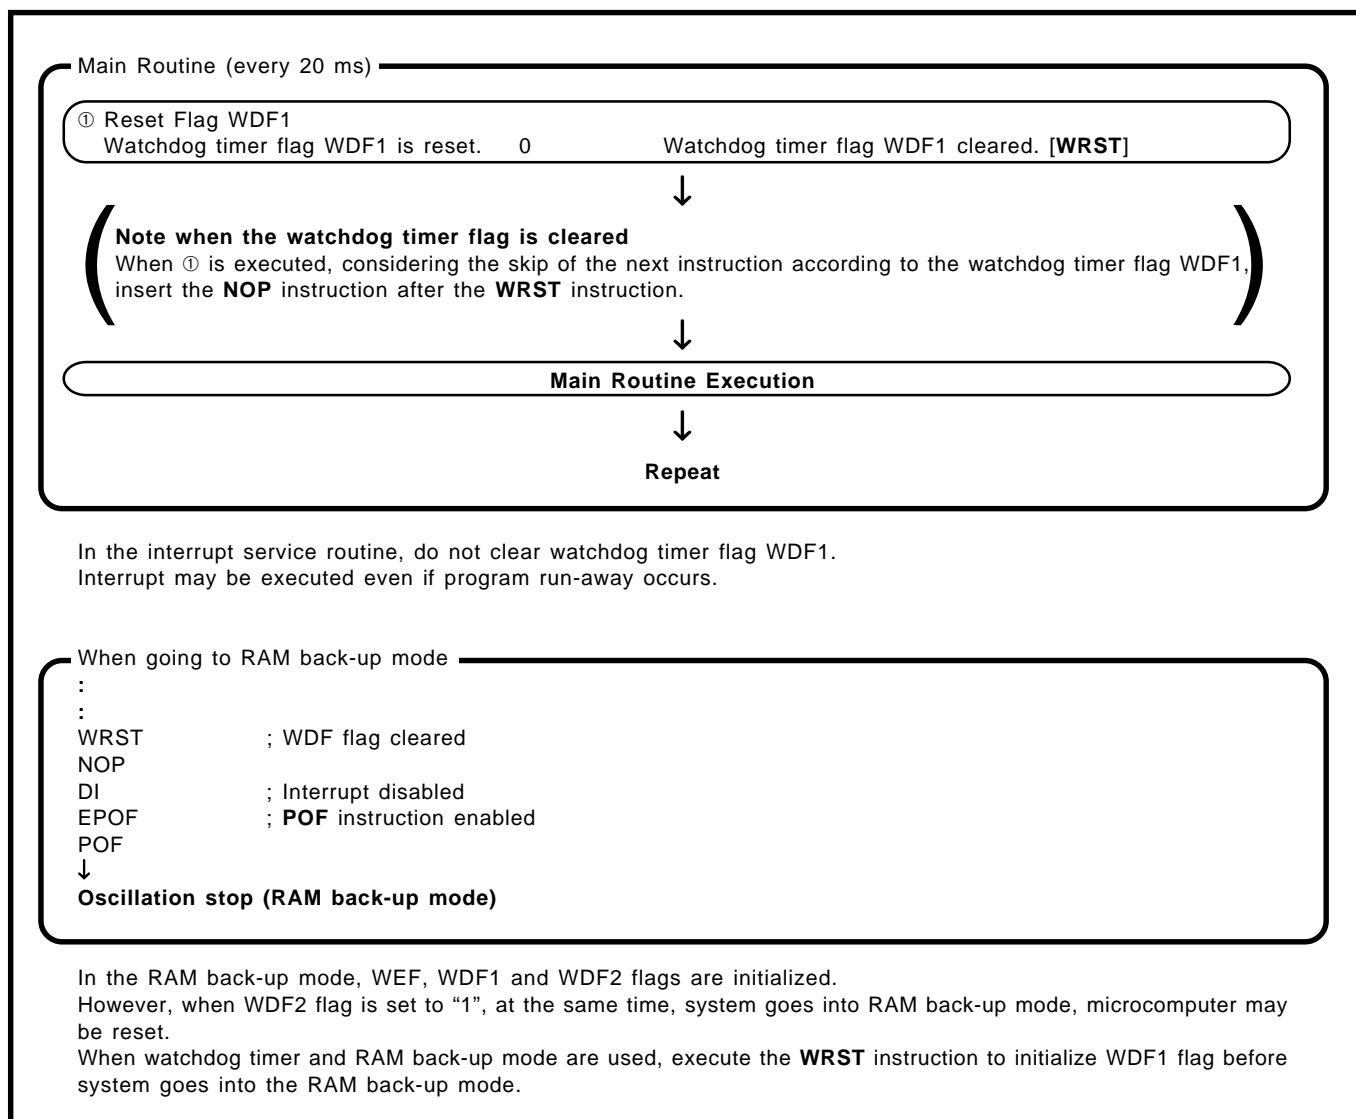 Main Routine (every 20 ms)
① Reset Flag WDF1
Watchdog timer flag WDF1 is reset. 0 Watchdog timer flag WDF1 cleared. [WRST]
↓
Note when the watchdog timer flag is cleared
When ① is executed, considering the skip of the next instruction according to the watchdog timer flag WDF1,
insert the NOP instruction after the WRST instruction.
↓
Main Routine Execution
↓
Repeat
In the interrupt service routine, do not clear watchdog timer flag WDF1.
Interrupt may be executed even if program run-away occurs.
When going to RAM back-up mode
:
:
WRST ; WDF flag cleared
NOP
DI ; Interrupt disabled
EPOF ; POF instruction enabled
POF
↓
Oscillation stop (RAM back-up mode)
In the RAM back-up mode, WEF, WDF1 and WDF2 flags are initialized.
However, when WDF2 flag is set to “1”, at the same time, system goes into RAM back-up mode, microcomputer may
be reset.
When watchdog timer and RAM back-up mode are used, execute the WRST instruction to initialize WDF1 flag before
system goes into the RAM back-up mode.